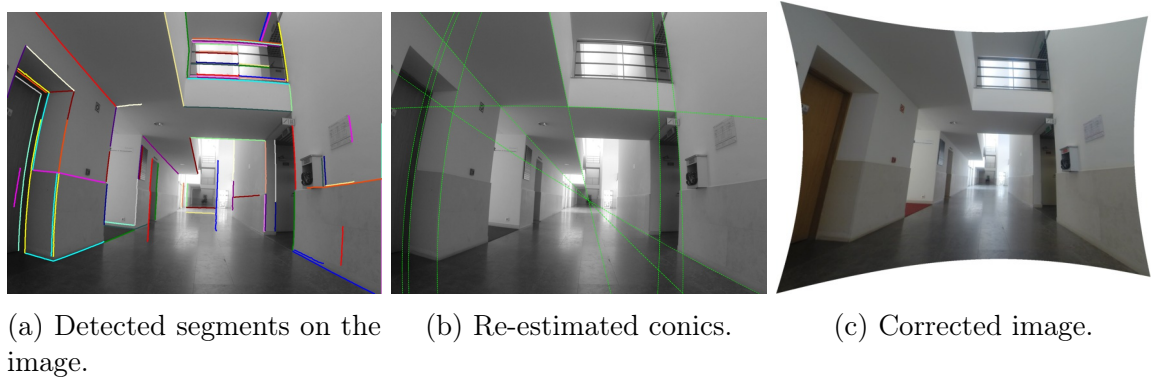 (a) Detected segments on the
image.
(b) Re-estimated conics.
(c) Corrected image.